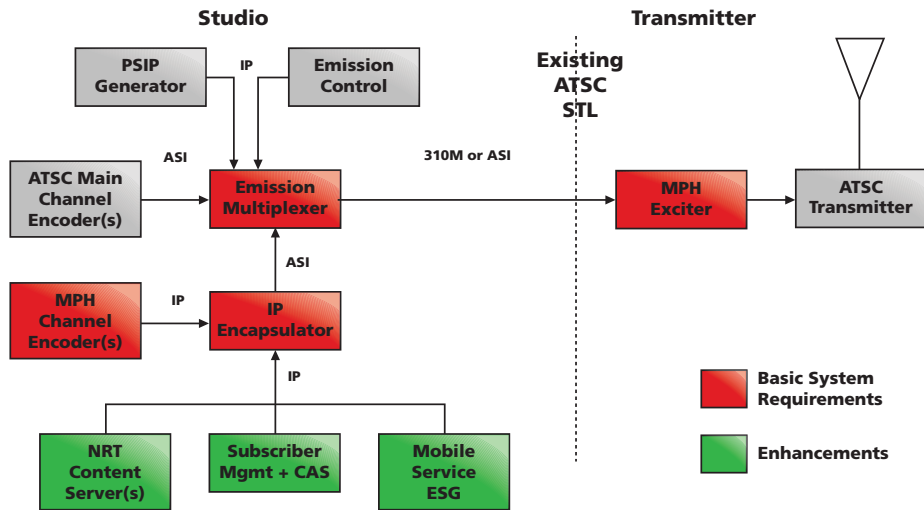 Studio
Transmitter
PSIP
Generator
IP
Emission
Control
Existing
ATSC
STL
ASI
310M or ASI
ATSC Main
Channel
Encoder(s)
Emission
Multiplexer
MPH
Exciter
ATSC
Transmitter
ASI
MPH
Channel
Encoder(s)
IP
IP
Encapsulator
IP
Basic System
Requirements
NRT
Content
Server(s)
Subscriber
Mgmt + CAS
Mobile
Service
ESG
Enhancements